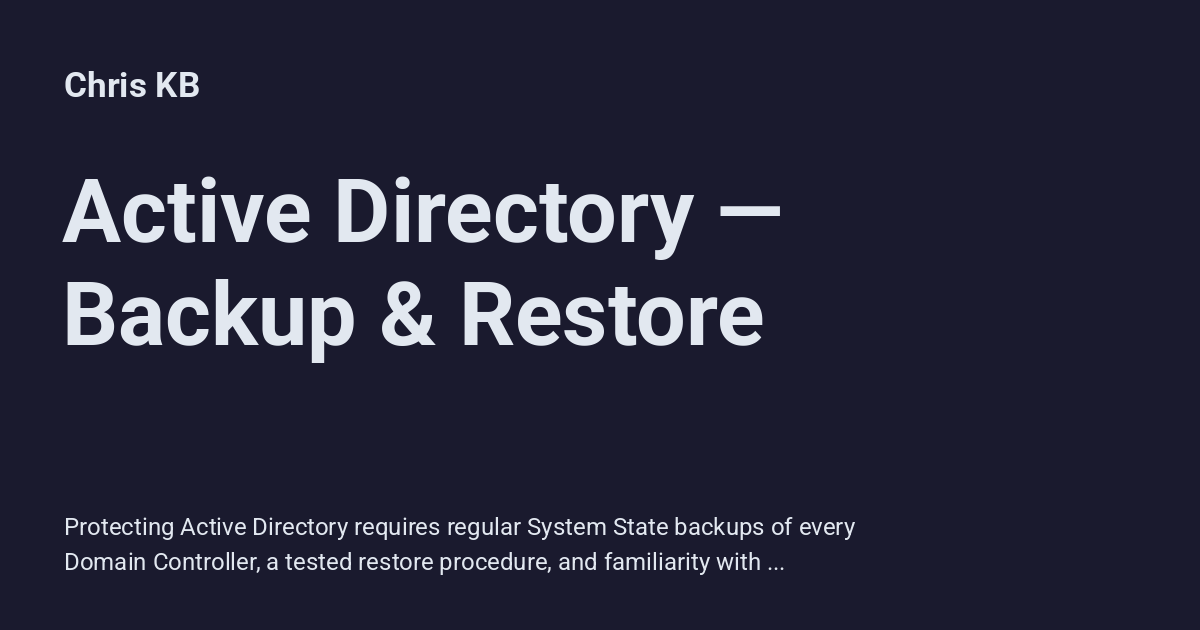 Chris KB
Active Directory —
Backup & Restore
Protecting Active Directory requires regular System State backups of every
Domain Controller, a tested restore procedure, and familiarity with ...